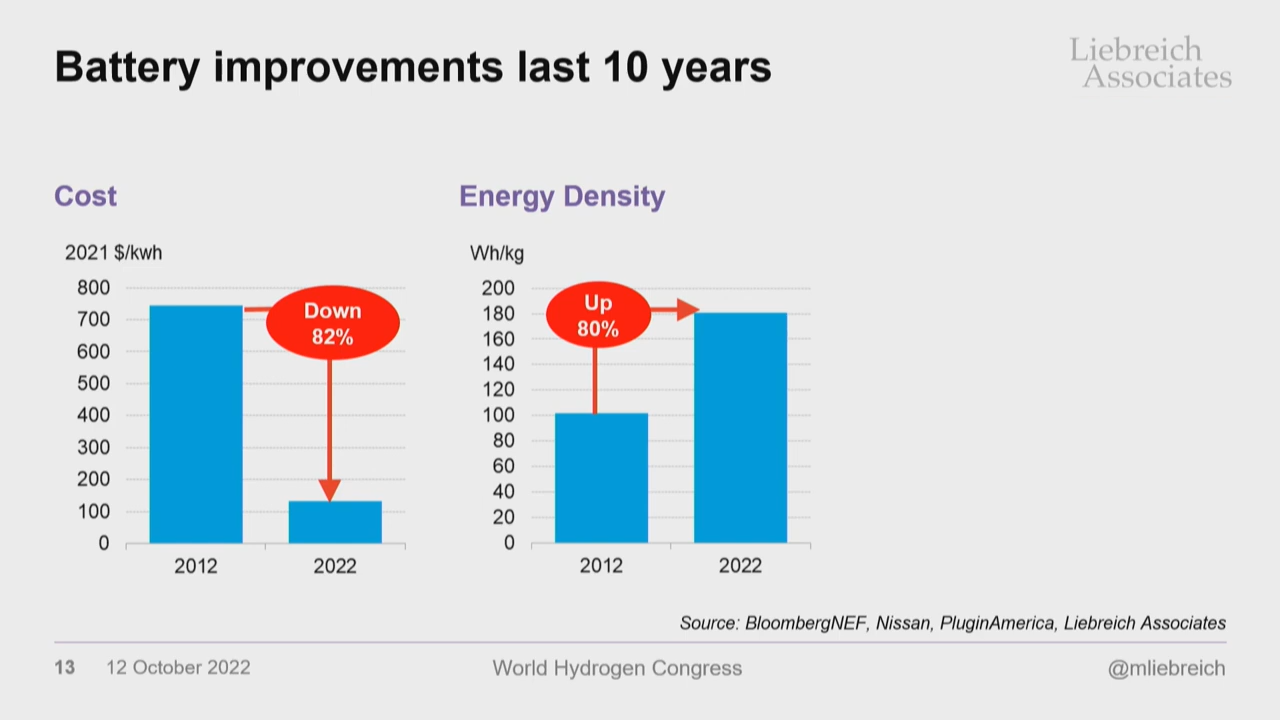 Battery improvements last 10 years
Liebreich
Associates
Cost
2021 $/kwh
800
700
600
500
400
300
200
100
0
Down
82%
2012
2022
Energy Density
Wh/kg
200
180
160
140
120
100
80
60
40
20
0
Up
80%
2012
2022
Source: BloombergNEF, Nissan, PluginAmerica, Liebreich Associates
13 12 October 2022
World Hydrogen Congress
@mliebreich